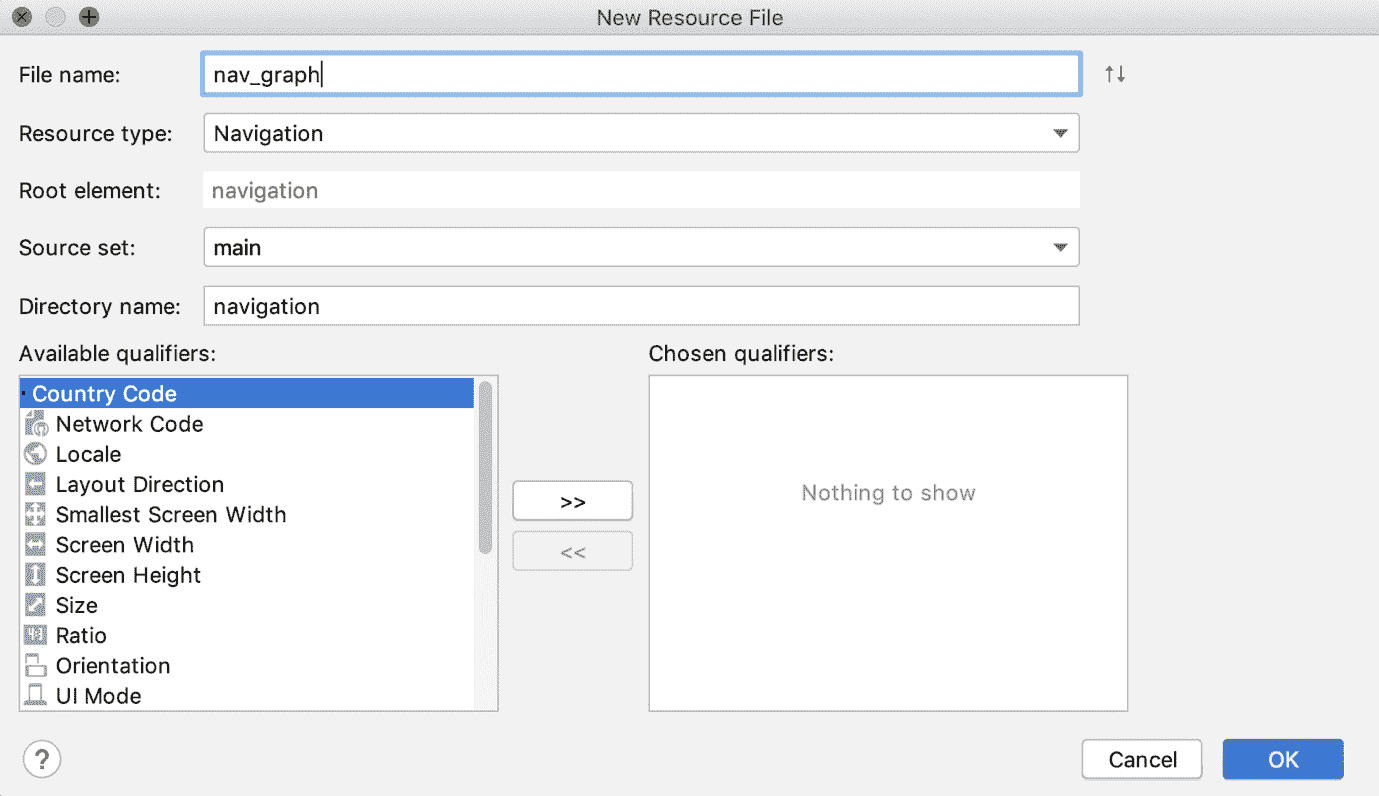 New Resource File
File name: nav_graph
Resource type: Navigation
Root element: navigation
Source set: main
Directory name: navigation
Available qualifiers: Chosen qualifiers:
Country Code
Network Code
Locale
Layout Direction
Smallest Screen Width
Screen Width
Screen Height
Size
Ratio
Orientation
UI Mode
>>
<<
Nothing to show
? Cancel OK